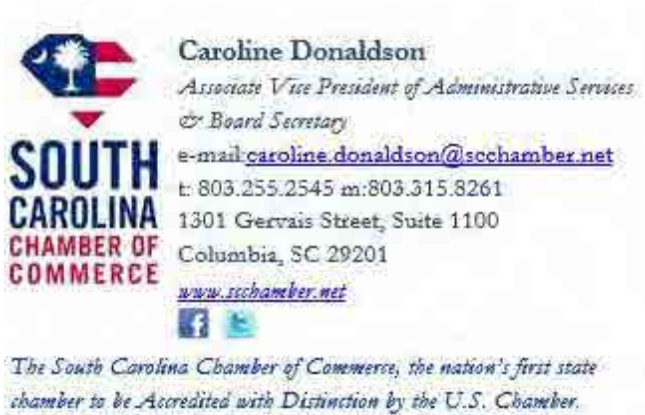 Caroline Donaldson
Associate Vice President of Administrative Services
& Board Secretary
e-mail:caroline.donaldson@scchamber.net
t: 803.255.2545 m:803.315.8261
1301 Gervais Street, Suite 1100
Columbia, SC 29201
www.scchamber.net
SOUTH
CAROLINA
CHAMBER OF
COMMERCE
f t
The South Carolina Chamber of Commerce, the nation's first state
chamber to be Accredited with Distinction by the U.S. Chamber.